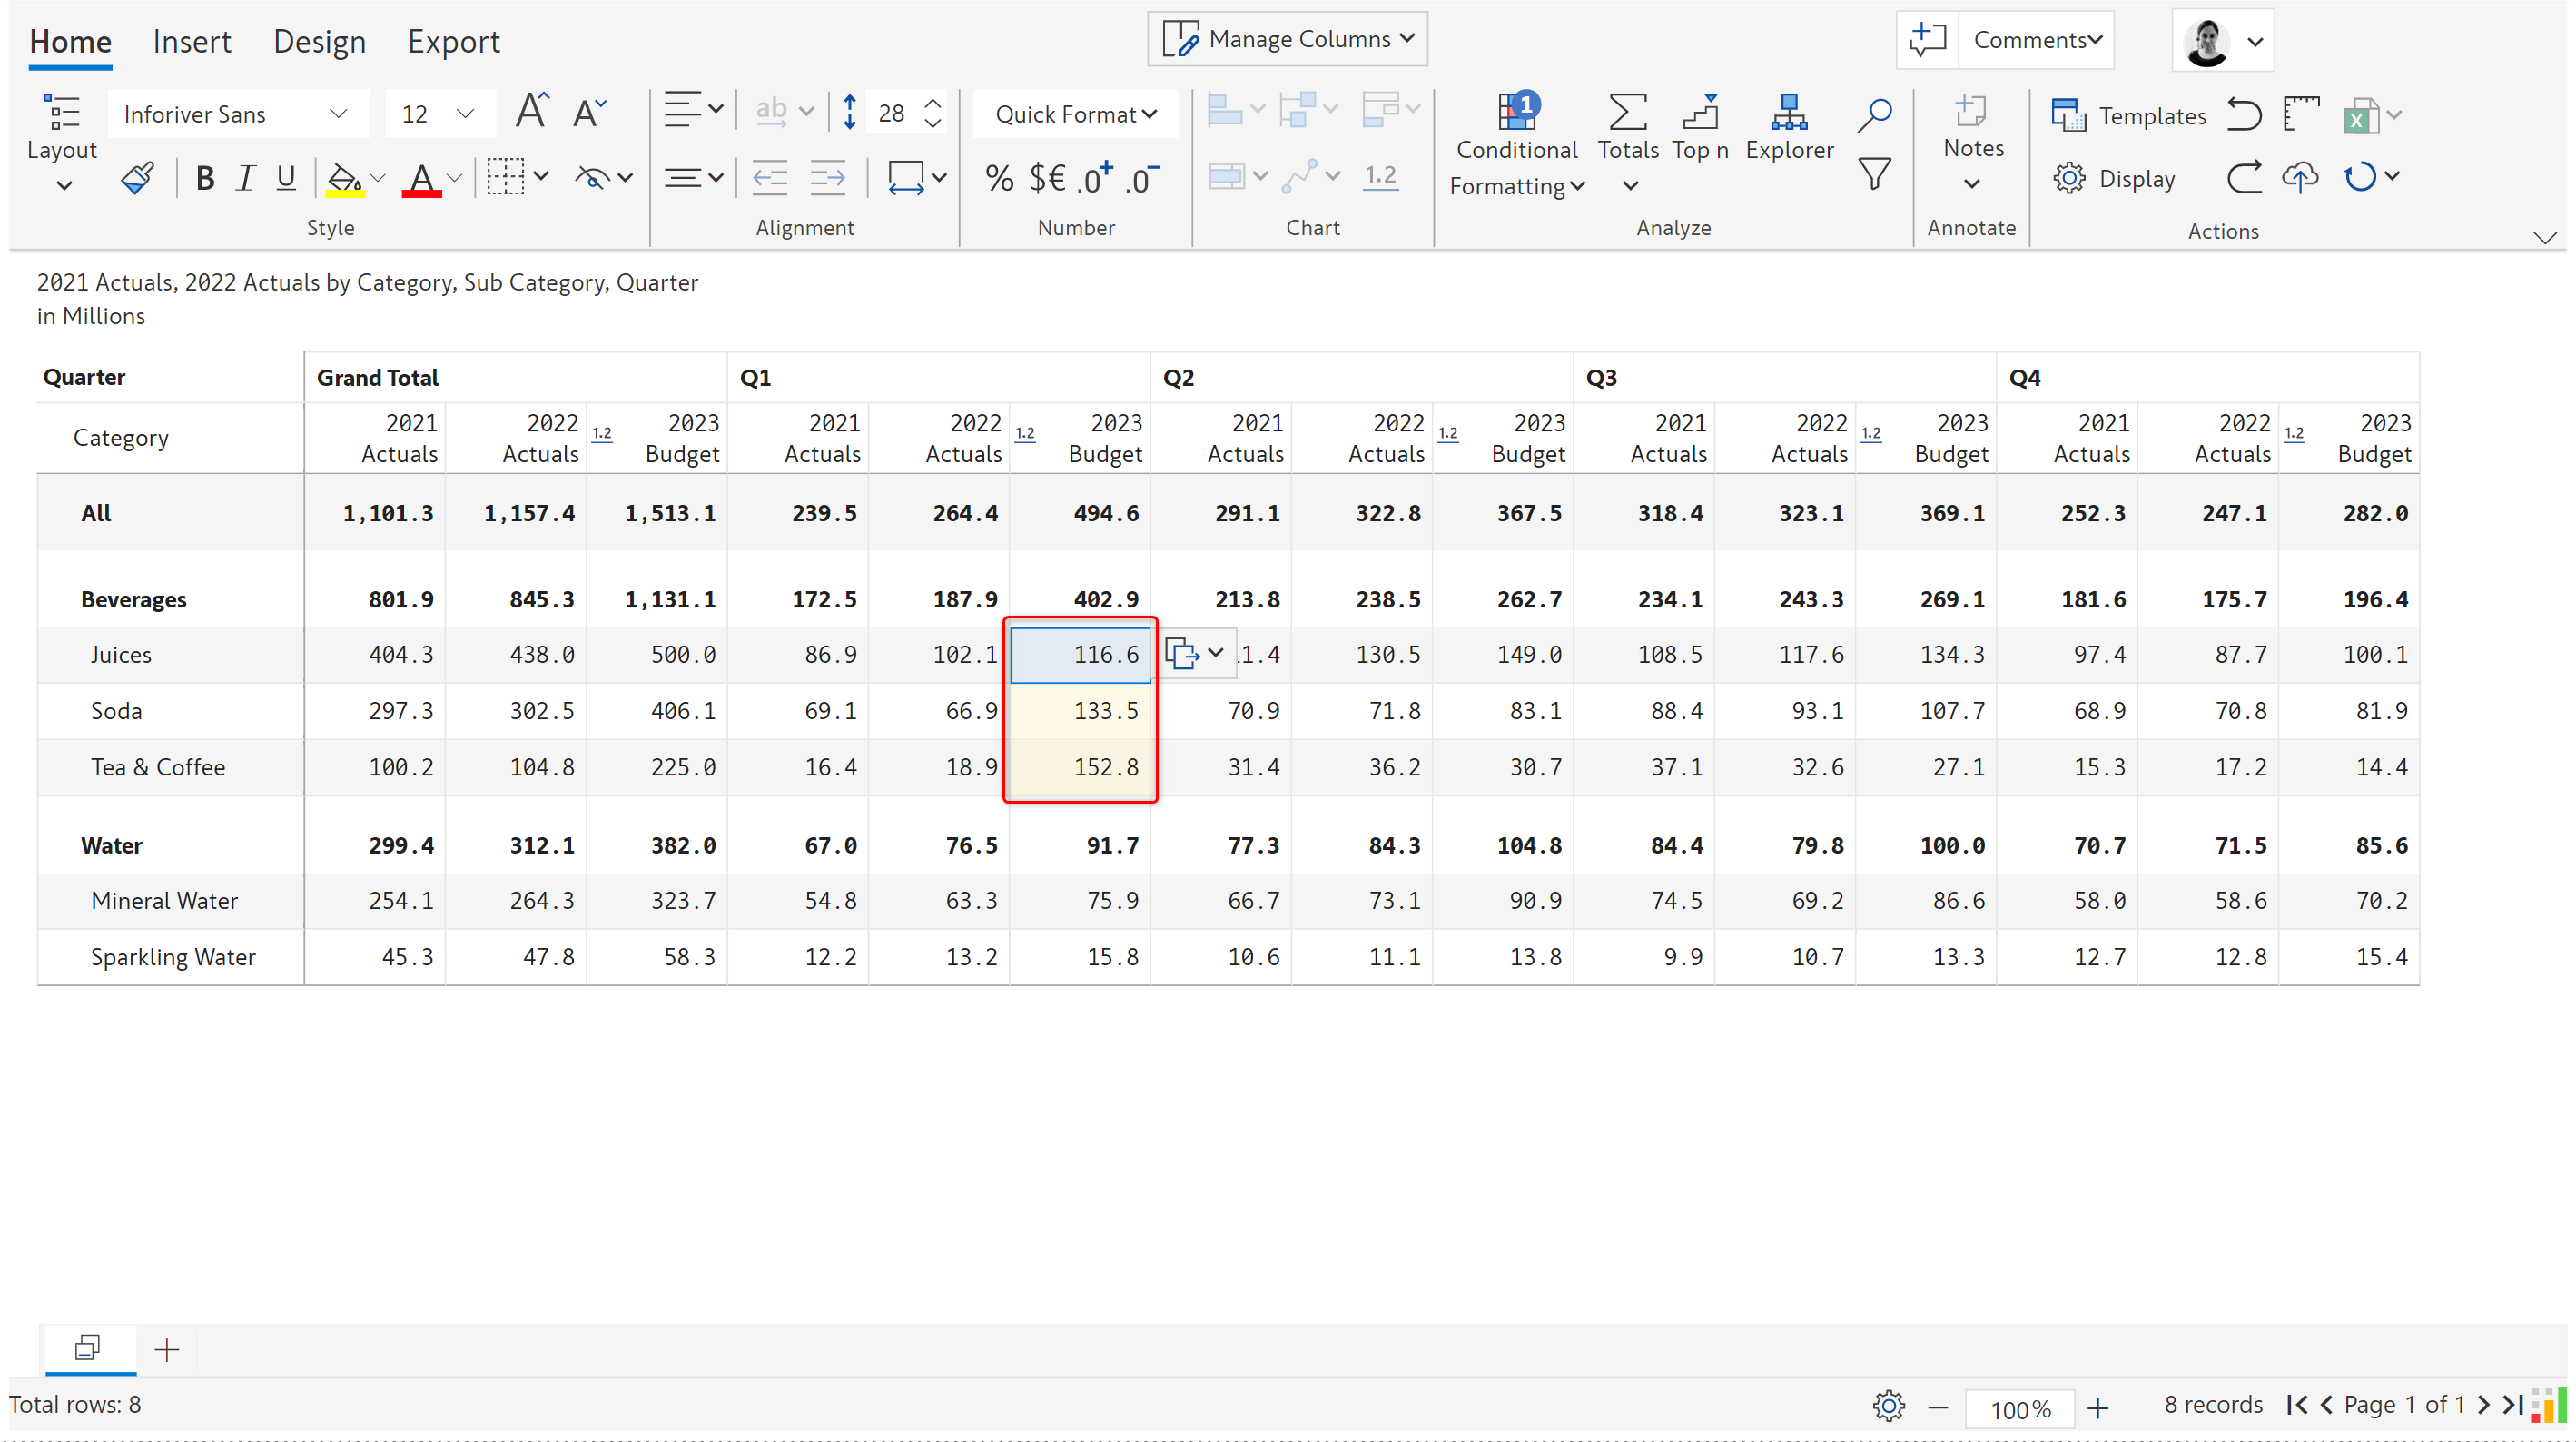 Home Insert Design Export Manage Columns Comments
Inforiver Sans 12 A A ab 28 Quick Format 1
Layout Conditional Formatting Totals Top n Explorer Notes Templates X
B I U A % $€ .0+ .0- 1.2 Display
Style Alignment Number Chart Analyze Annotate Actions
2021 Actuals, 2022 Actuals by Category, Sub Category, Quarter
in Millions
Quarter Grand Total Q1 Q2 Q3 Q4
Category 2021 Actuals 2022 Actuals 1.2 2023 Budget 2021 Actuals 2022 Actuals 1.2 2023 Budget 2021 Actuals 2022 Actuals 1.2 2023 Budget 2021 Actuals 2022 Actuals 1.2 2023 Budget 2021 Actuals 2022 Actuals 1.2 2023 Budget
All 1,101.3 1,157.4 1,513.1 239.5 264.4 494.6 291.1 322.8 367.5 318.4 323.1 369.1 252.3 247.1 282.0
Beverages 801.9 845.3 1,131.1 172.5 187.9 402.9 213.8 238.5 262.7 234.1 243.3 269.1 181.6 175.7 196.4
Juices 404.3 438.0 500.0 86.9 102.1 116.6 1.4 130.5 149.0 108.5 117.6 134.3 97.4 87.7 100.1
Soda 297.3 302.5 406.1 69.1 66.9 133.5 70.9 71.8 83.1 88.4 93.1 107.7 68.9 70.8 81.9
Tea & Coffee 100.2 104.8 225.0 16.4 18.9 152.8 31.4 36.2 30.7 37.1 32.6 27.1 15.3 17.2 14.4
Water 299.4 312.1 382.0 67.0 76.5 91.7 77.3 84.3 104.8 84.4 79.8 100.0 70.7 71.5 85.6
Mineral Water 254.1 264.3 323.7 54.8 63.3 75.9 66.7 73.1 90.9 74.5 69.2 86.6 58.0 58.6 70.2
Sparkling Water 45.3 47.8 58.3 12.2 13.2 15.8 10.6 11.1 13.8 9.9 10.7 13.3 12.7 12.8 15.4
Total rows: 8 100% 8 records Page 1 of 1